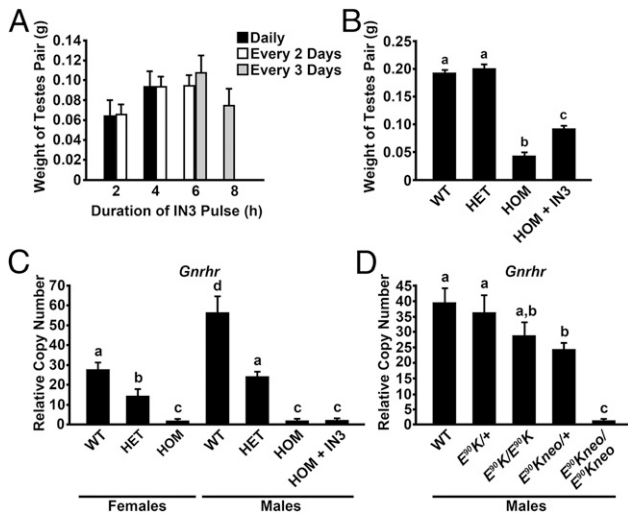 A
Weight of Testes Pair (g)
0.14
0.12
0.10
0.08
0.06
0.04
0.02
0.00
2 4 6 8
Duration of IN3 Pulse (h)
Daily
Every 2 Days
Every 3 Days
B
Weight of Testes Pair (g)
0.25
0.20
0.15
0.10
0.05
0.00
a a b c
WT HET HOM HOM + IN3
C
Gnrhr
Relative Copy Number
70
60
50
40
30
20
10
0
a b c d a c c
WT HET HOM WT HET HOM HOM + IN3
Females Males
D
Gnrhr
Relative Copy Number
45
40
35
30
25
20
15
10
5
0
a a a,b b c
WT E⁹⁰K/+ E⁹⁰K/E⁹⁰K E⁹⁰Kneo/+ E⁹⁰Kneo/
E⁹⁰Kneo
Males